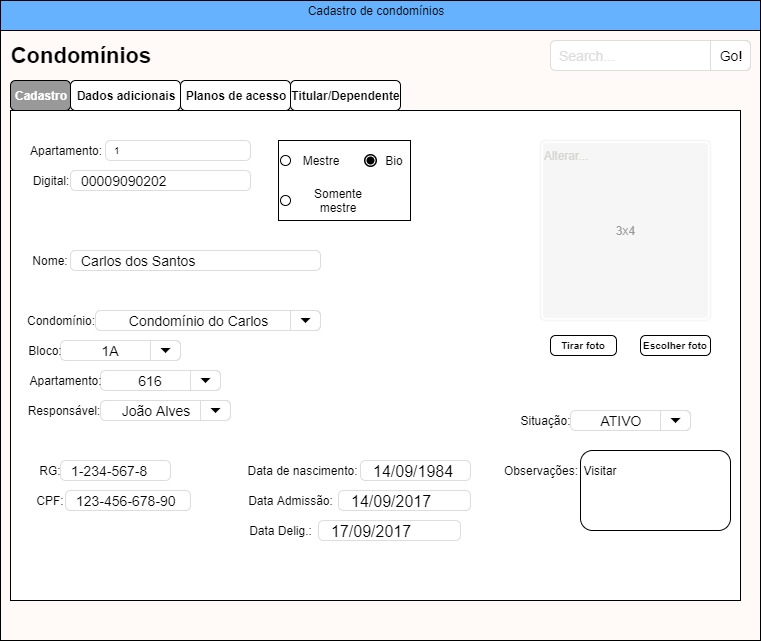 Cadastro de condomínios
Condomínios
Search...
Go!
Cadastro
Dados adicionais
Planos de acesso
Titular/Dependente
Apartamento: 1
Digital: 00009090202
Mestre
Bio
Somente
mestre
Alterar...
3x4
Nome: Carlos dos Santos
Condomínio: Condomínio do Carlos
Bloco: 1A
Apartamento: 616
Responsável: João Alves
Tirar foto
Escolher foto
Situação: ATIVO
RG: 1-234-567-8
CPF: 123-456-678-90
Data de nascimento: 14/09/1984
Data Admissão: 14/09/2017
Data Delig.: 17/09/2017
Observações: Visitar